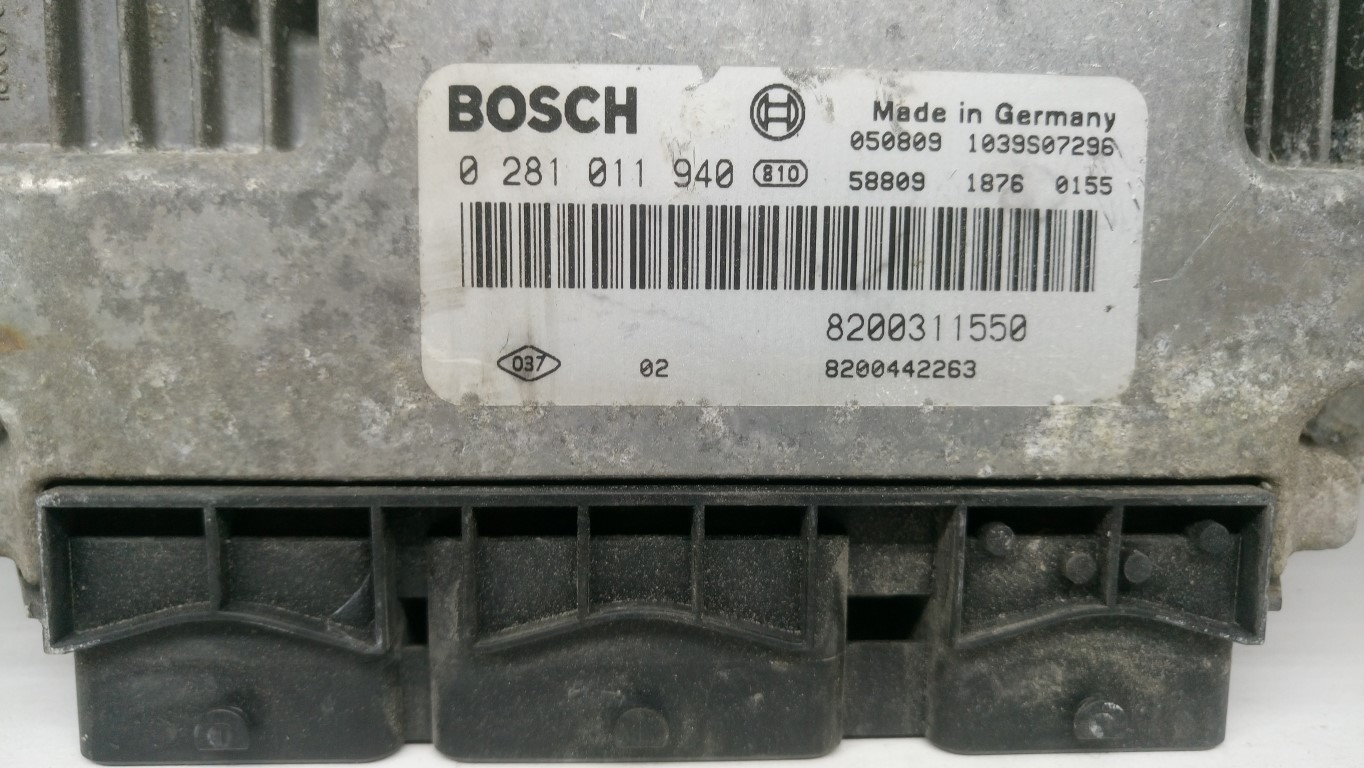 BOSCH
Made in Germany
050809 1039S07296
0 281 011 940 810
58809 1876 0155
8200311550
037 02 8200442263